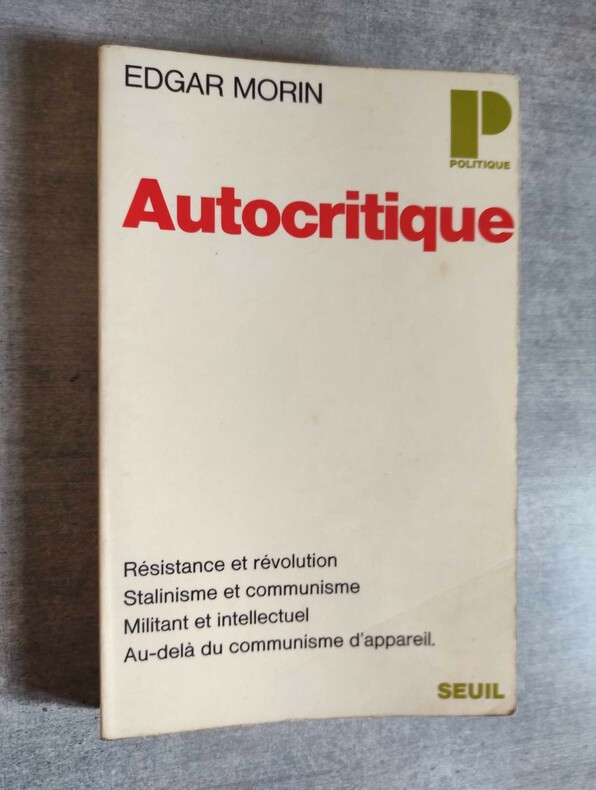 EDGAR MORIN
P
POLITIQUE
Autocritique
Résistance et révolution
Stalinisme et communisme
Militant et intellectuel
Au-delà du communisme d'appareil.
SEUIL